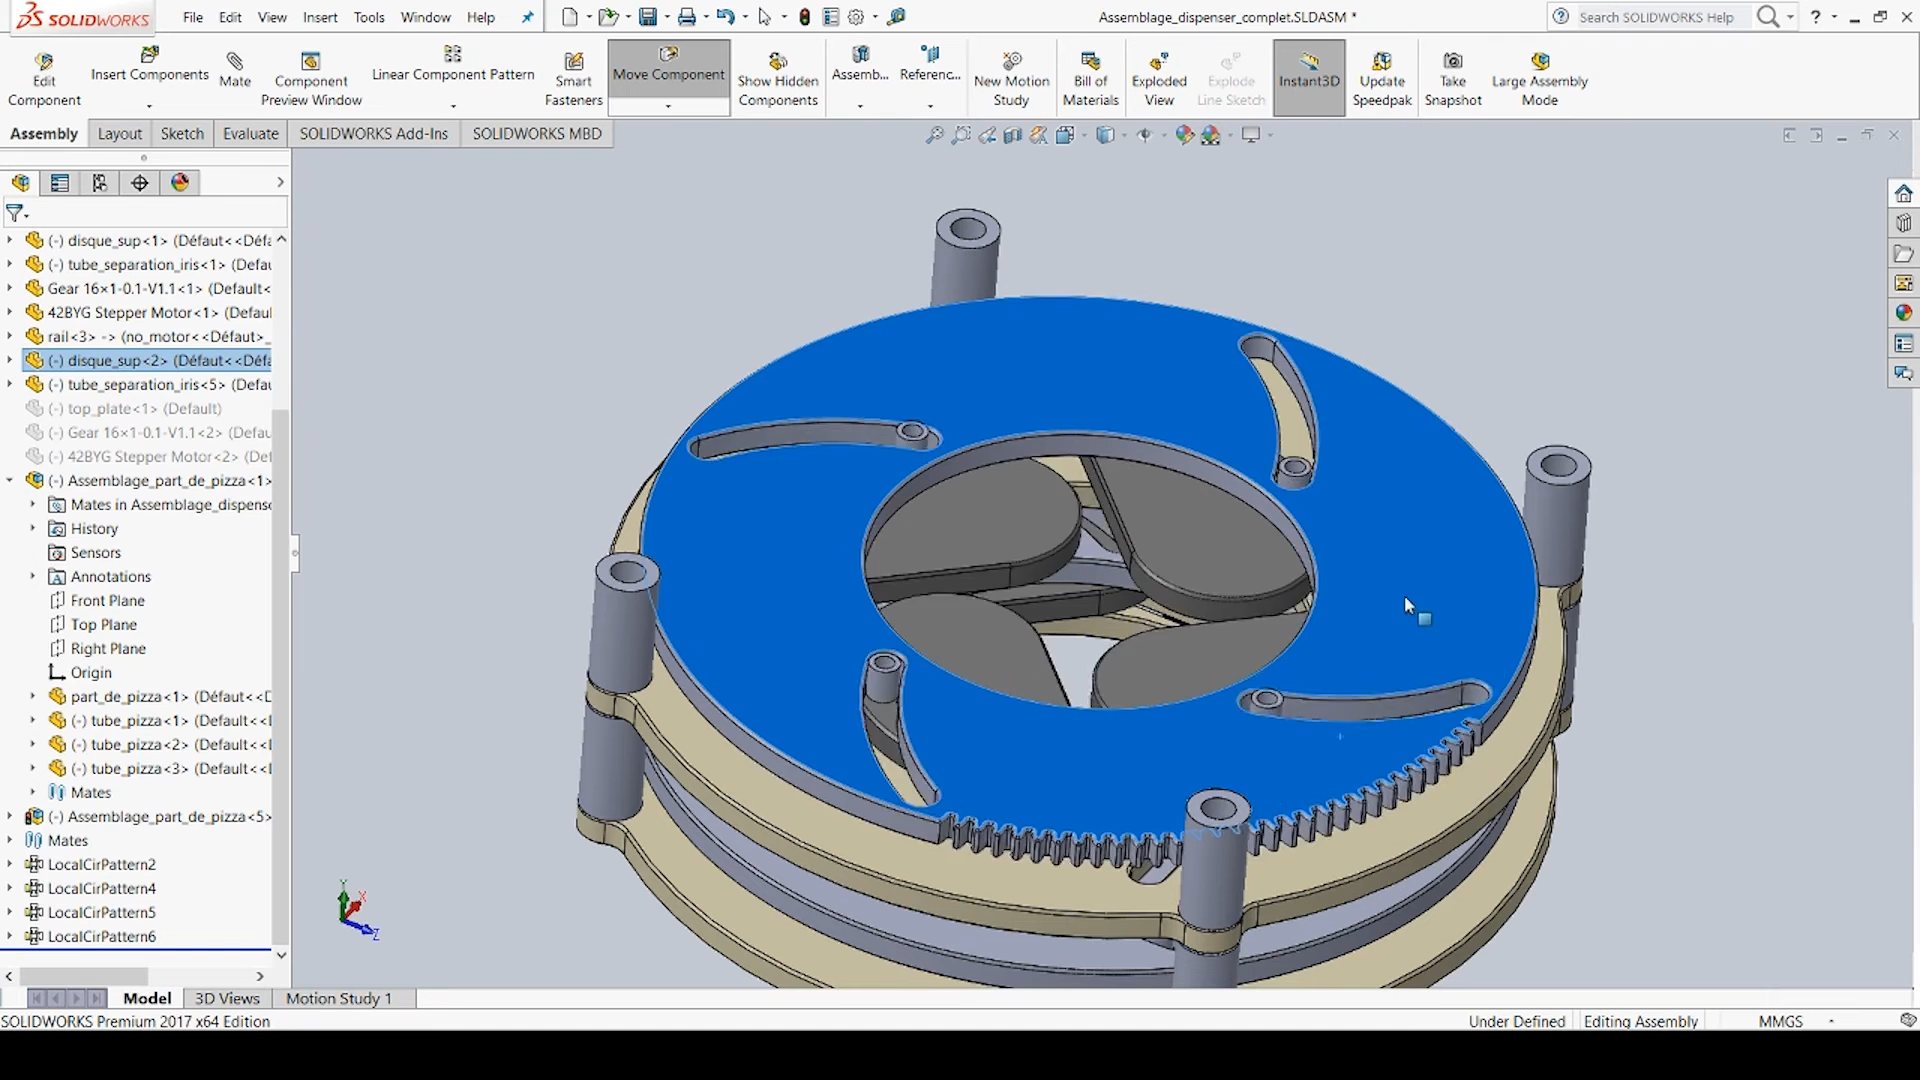 SOLIDWORKS File Edit View Insert Tools Window Help Assemblage_dispenser_complet.SLDASM * Search SOLIDWORKS Help ?
Edit Component
Insert Components
Mate
Component Preview Window
Linear Component Pattern
Smart Fasteners
Move Component
Show Hidden Components
Assemb...
Referenc...
New Motion Study
Bill of Materials
Exploded View
Explode Line Sketch
Instant3D
Update Speedpak
Take Snapshot
Large Assembly Mode
Assembly Layout Sketch Evaluate SOLIDWORKS Add-Ins SOLIDWORKS MBD
(-) disque_sup<1> (Défaut<<Défa
(-) tube_separation_iris<1> (Defau
Gear 16×1-0.1-V1.1<1> (Default<
42BYG Stepper Motor<1> (Defaul
rail<3> -> (no_motor<<Défaut>_
(-) disque_sup<2> (Défaut<<Défa
(-) tube_separation_iris<5> (Defau
(-) top_plate<1> (Default)
(-) Gear 16×1-0.1-V1.1<2> (Defau
(-) 42BYG Stepper Motor<2> (Def
(-) Assemblage_part_de_pizza<1>
Mates in Assemblage_dispense
History
Sensors
Annotations
Front Plane
Top Plane
Right Plane
Origin
part_de_pizza<1> (Défaut<<D
(-) tube_pizza<1> (Default<<
(-) tube_pizza<2> (Default<<
(-) tube_pizza<3> (Default<<
Mates
(-) Assemblage_part_de_pizza<5>
Mates
LocalCirPattern2
LocalCirPattern4
LocalCirPattern5
LocalCirPattern6
Model 3D Views Motion Study 1
SOLIDWORKS Premium 2017 x64 Edition Under Defined Editing Assembly MMGS